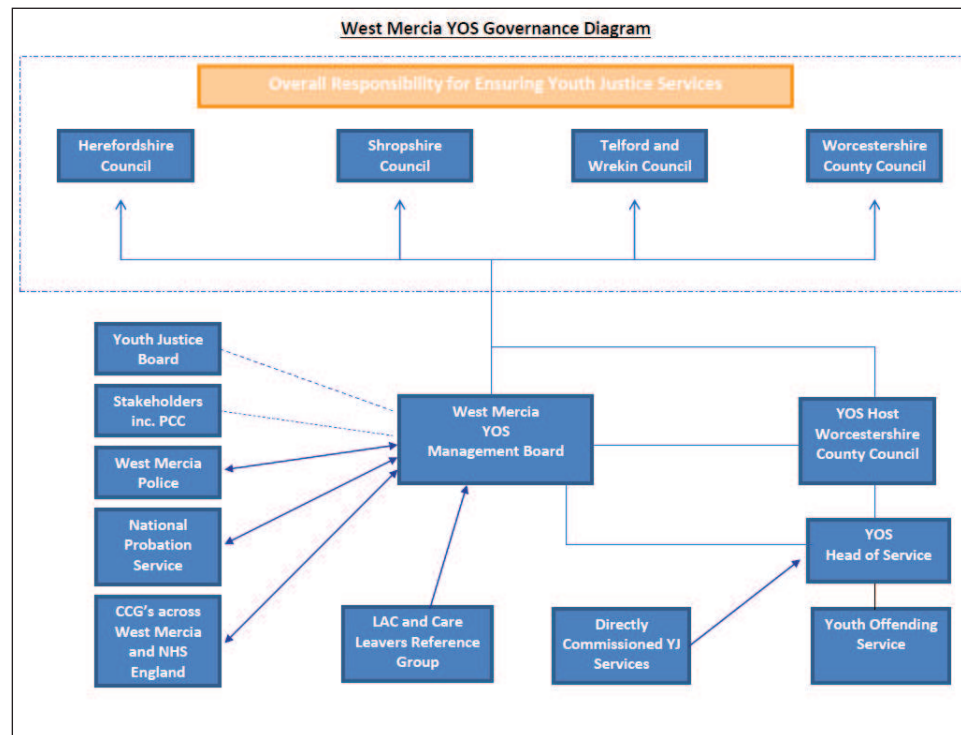 West Mercia YOS Governance Diagram
Overall Responsibility for Ensuring Youth Justice Services
Herefordshire
Council
Shropshire
Council
Telford and
Wrekin Council
Worcestershire
County Council
Youth Justice
Board
Stakeholders
inc. PCC
West Mercia
Police
National
Probation
Service
CCG's across
West Mercia
and NHS
England
West Mercia
YOS
Management Board
YOS Host
Worcestershire
County Council
YOS
Head of Service
LAC and Care
Leavers Reference
Group
Directly
Commissioned YJ
Services
Youth Offending
Service